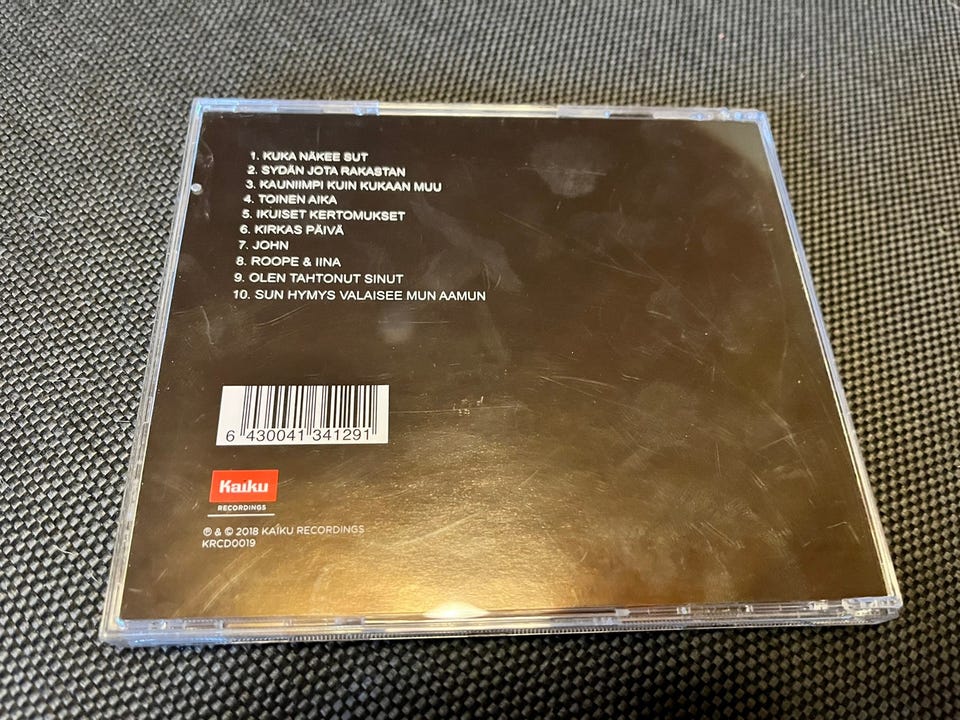 1. KUKA NÄKEE SUT
2. SYDÄN JOTA RAKASTAN
3. KAUNIIMPI KUIN KUKAAN MUU
4. TOINEN AIKA
5. IKUISET KERTOMUKSET
6. KIRKAS PÄIVÄ
7. JOHN
8. ROOPE & IINA
9. OLEN TAHTONUT SINUT
10. SUN HYMYS VALAISEE MUN AAMUN
6 430041 341291
Kaiku
RECORDINGS
℗ & © 2018 KAIKU RECORDINGS
KRCD0019